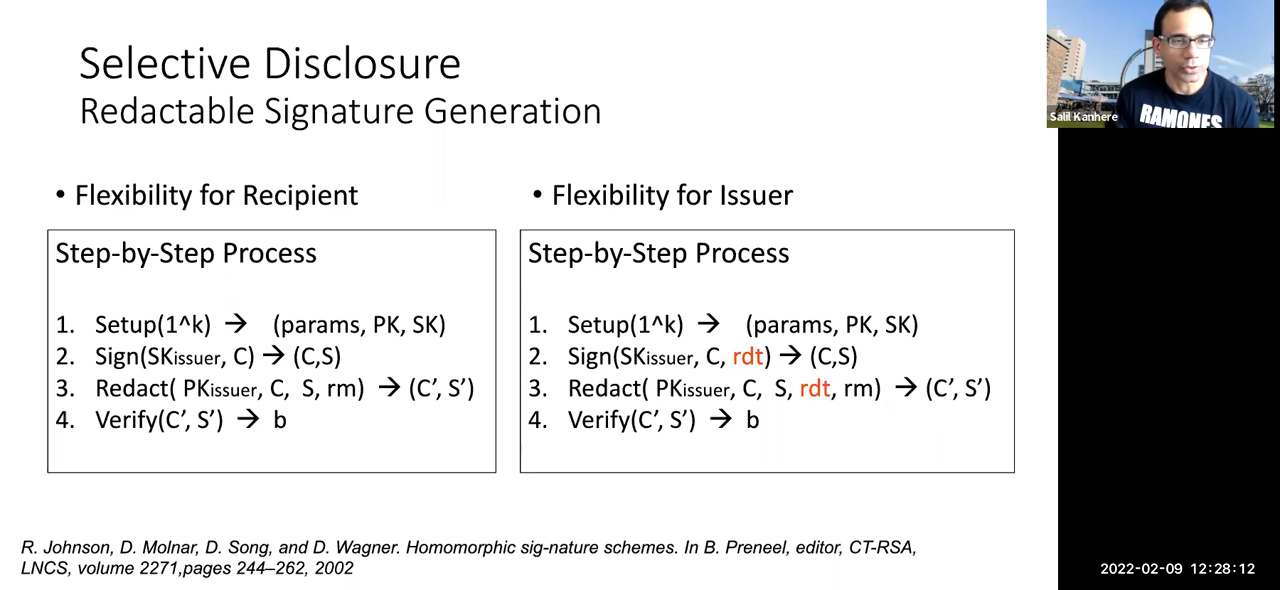 Selective Disclosure
Redactable Signature Generation
• Flexibility for Recipient
Step-by-Step Process
1. Setup(1^k) → (params, PK, SK)
2. Sign(SKissuer, C) → (C,S)
3. Redact( PKissuer, C, S, rm) → (C’, S’)
4. Verify(C’, S’) → b
• Flexibility for Issuer
Step-by-Step Process
1. Setup(1^k) → (params, PK, SK)
2. Sign(SKissuer, C, rdt) → (C,S)
3. Redact( PKissuer, C, S, rdt, rm) → (C’, S’)
4. Verify(C’, S’) → b
R. Johnson, D. Molnar, D. Song, and D. Wagner. Homomorphic sig-nature schemes. In B. Preneel, editor, CT-RSA,
LNCS, volume 2271,pages 244–262, 2002
Salil Kanhere
RAMONES
2022-02-09 12:28:12